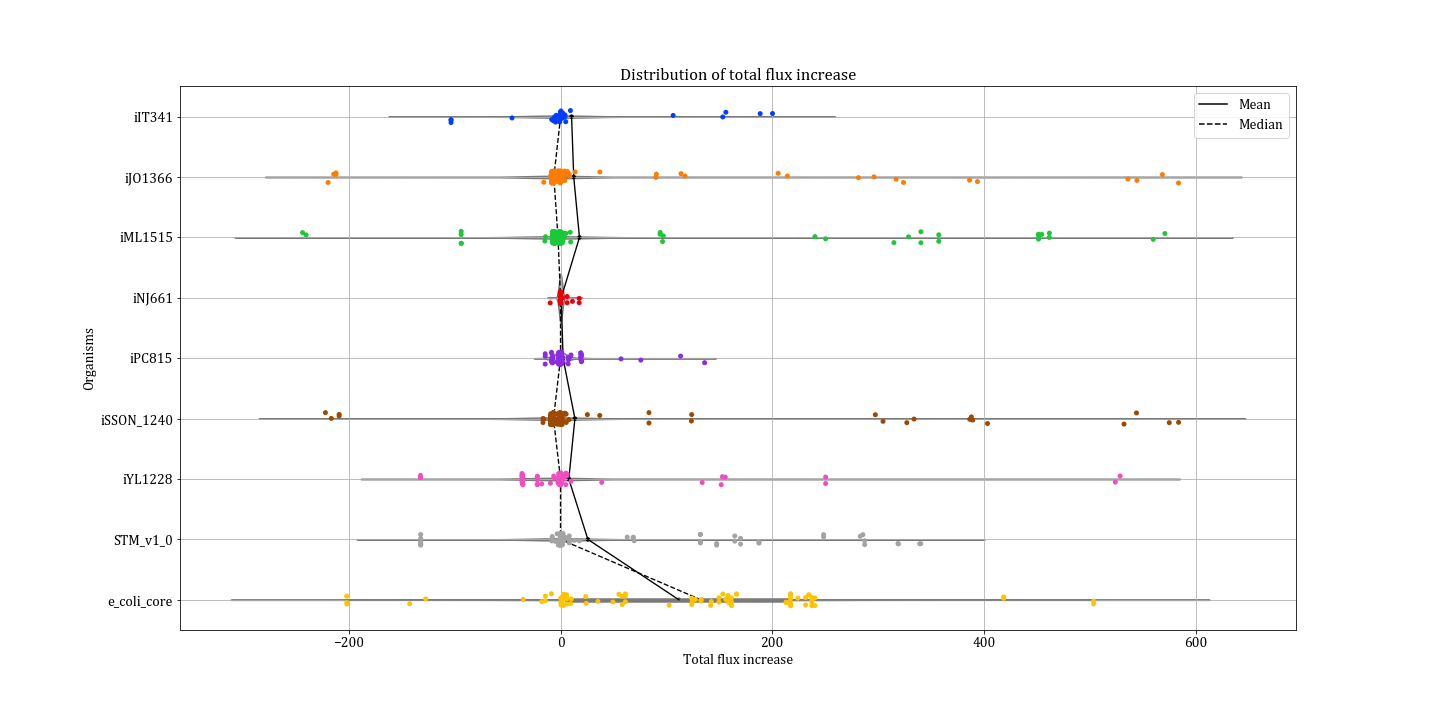 Distribution of total flux increase
Mean
Median
iIT341
iJO1366
iML1515
iNJ661
iPC815
iSSON_1240
iYL1228
STM_v1_0
e_coli_core
Organisms
−200
0
200
400
600
Total flux increase